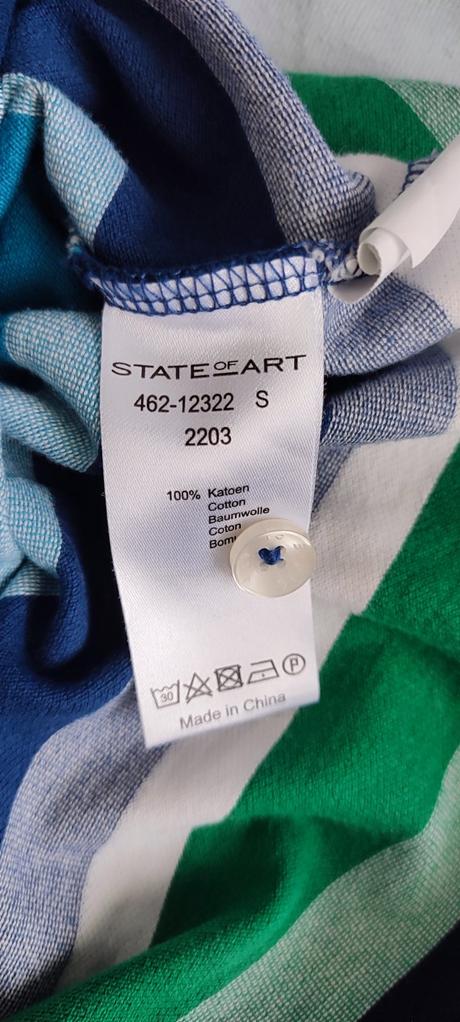 STATE OF ART
462-12322 S
2203
100% Katoen
Cotton
Baumwolle
Coton
30 P
Made in China